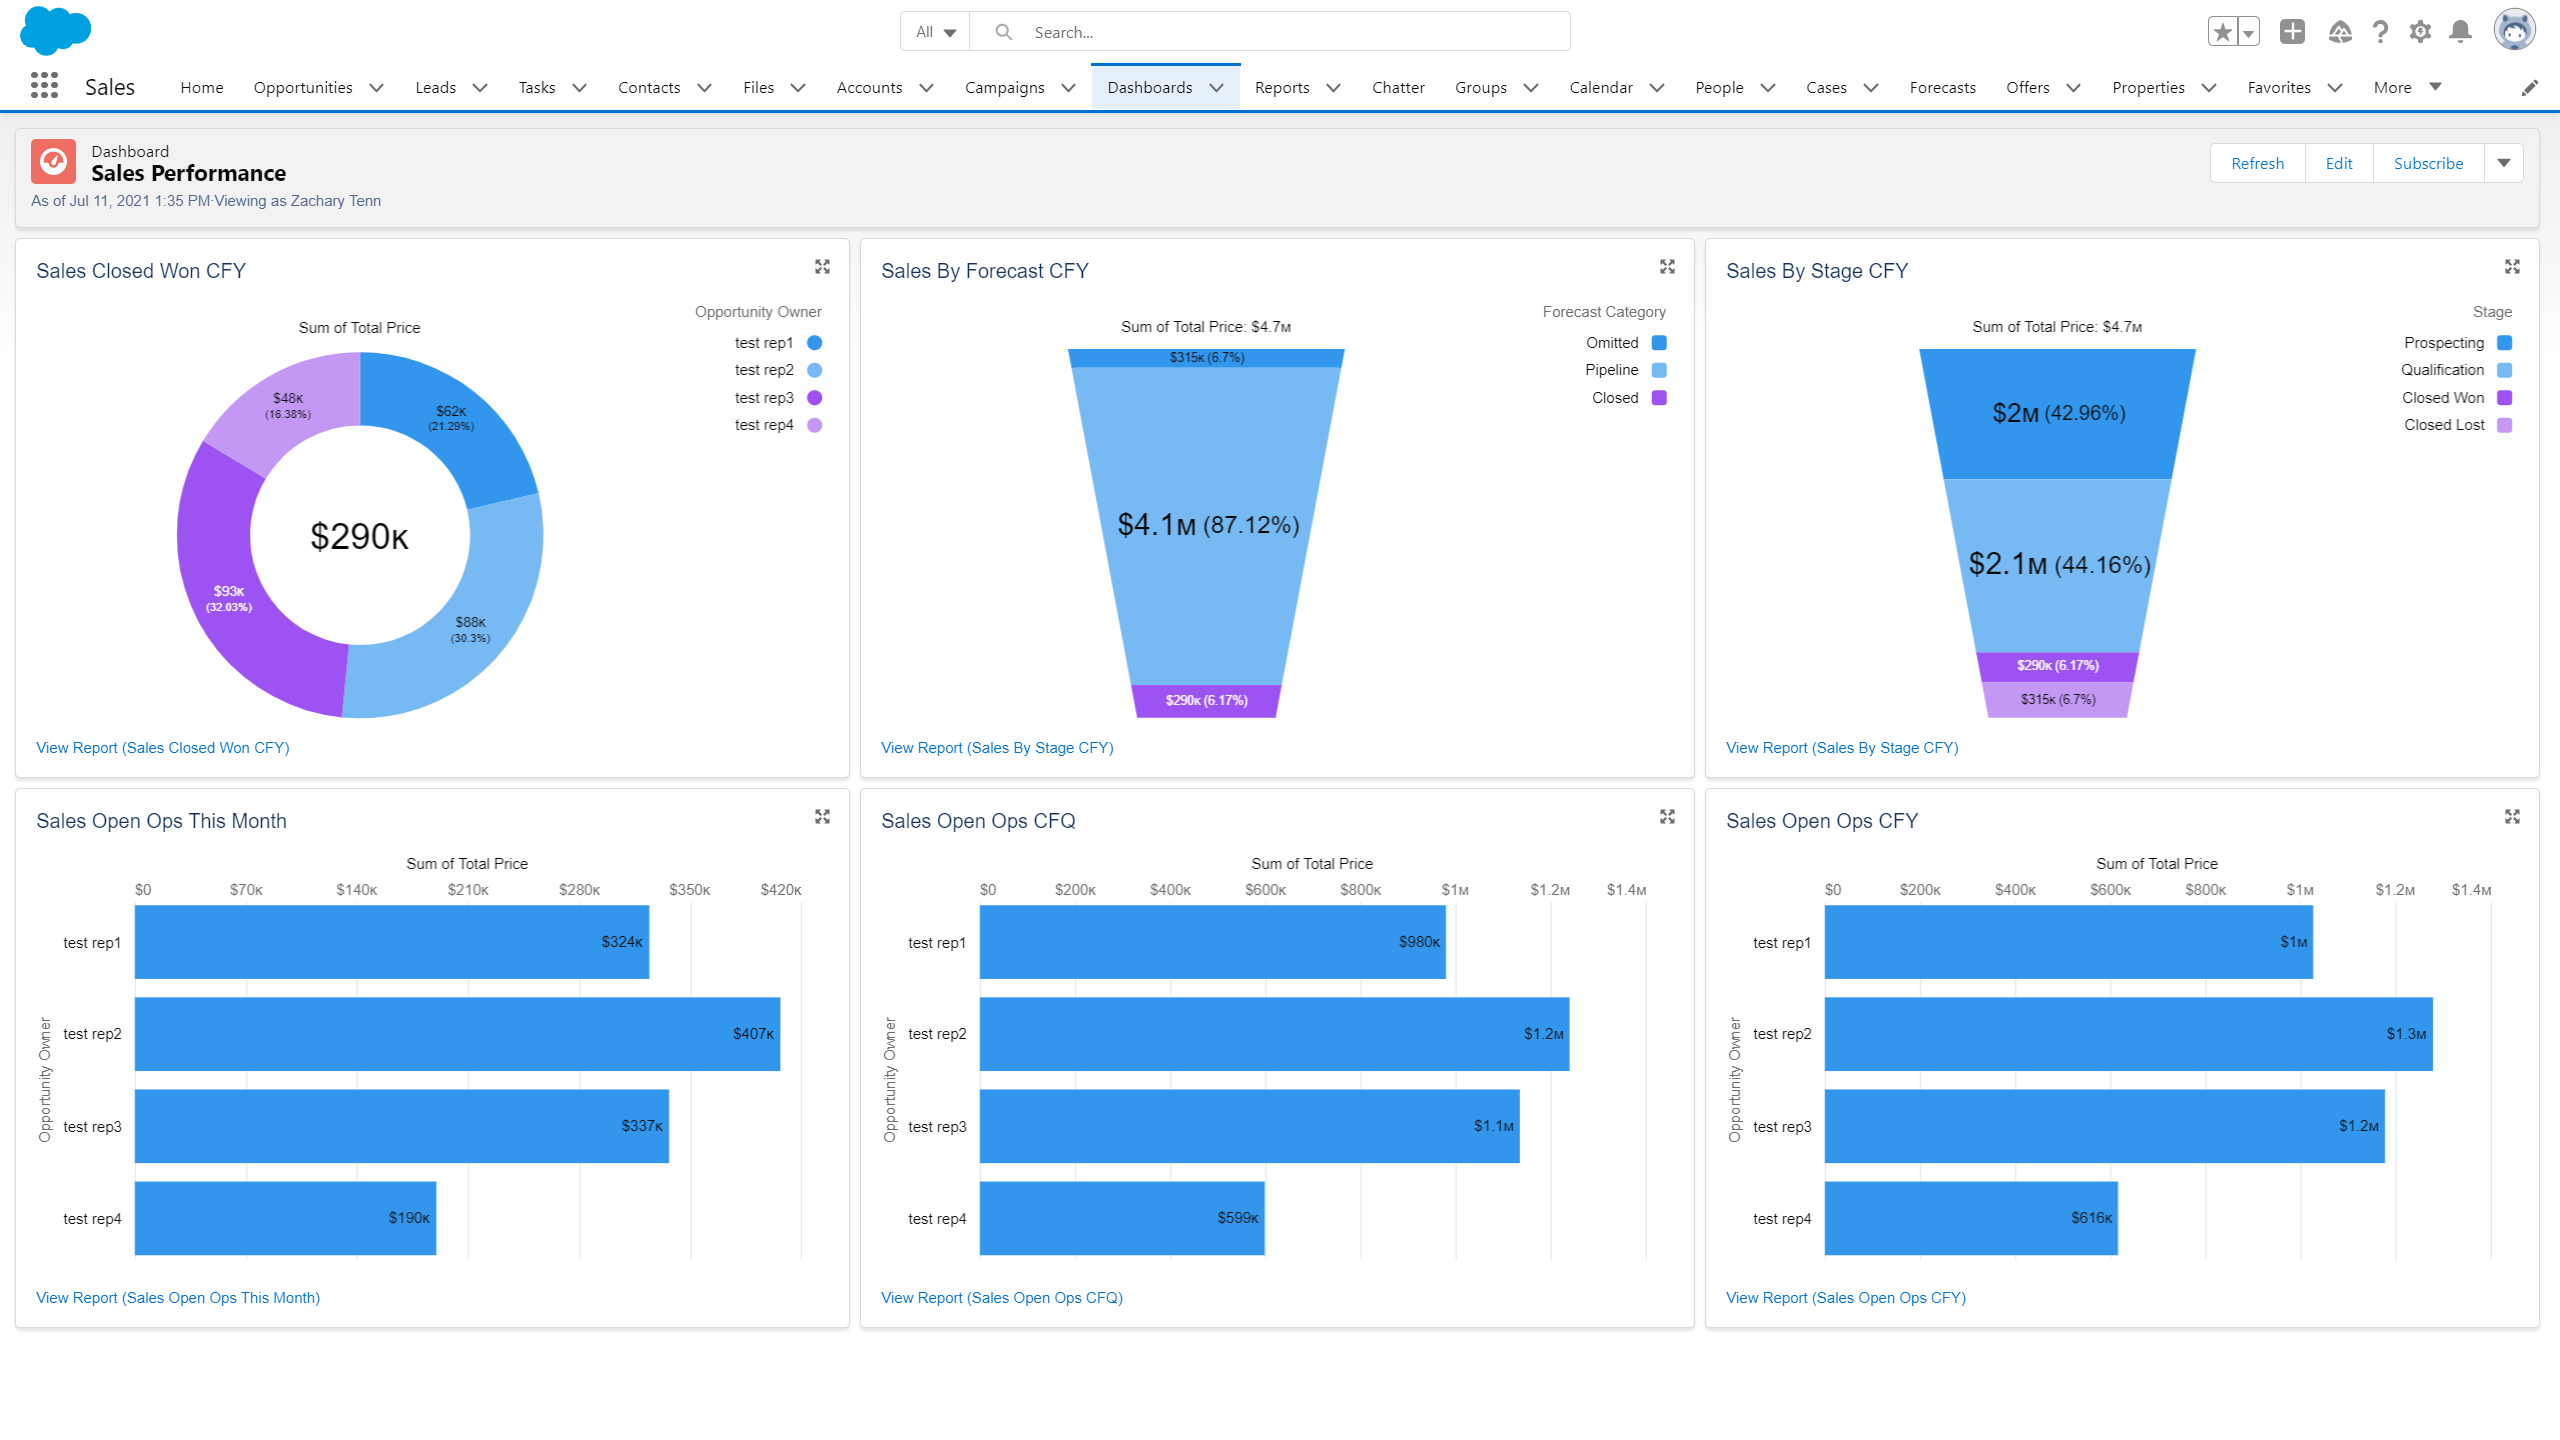 All
Search...
Sales
Home
Opportunities
Leads
Tasks
Contacts
Files
Accounts
Campaigns
Dashboards
Reports
Chatter
Groups
Calendar
People
Cases
Forecasts
Offers
Properties
Favorites
More
Dashboard
Sales Performance
As of Jul 11, 2021 1:35 PM·Viewing as Zachary Tenn
Refresh
Edit
Subscribe
Sales Closed Won CFY
Sum of Total Price
Opportunity Owner
test rep1
test rep2
test rep3
test rep4
$48K
(16.38%)
$62K
(21.29%)
$290K
$93K
(32.03%)
$88K
(30.3%)
View Report (Sales Closed Won CFY)
Sales By Forecast CFY
Sum of Total Price: $4.7M
Forecast Category
Omitted
Pipeline
Closed
$315K (6.7%)
$4.1M (87.12%)
$290K (6.17%)
View Report (Sales By Stage CFY)
Sales By Stage CFY
Sum of Total Price: $4.7M
Stage
Prospecting
Qualification
Closed Won
Closed Lost
$2M (42.96%)
$2.1M (44.16%)
$290K (6.17%)
$315K (6.7%)
View Report (Sales By Stage CFY)
Sales Open Ops This Month
Sum of Total Price
$0 $70K $140K $210K $280K $350K $420K
Opportunity Owner
test rep1 $324K
test rep2 $407K
test rep3 $337K
test rep4 $190K
View Report (Sales Open Ops This Month)
Sales Open Ops CFQ
Sum of Total Price
$0 $200K $400K $600K $800K $1M $1.2M $1.4M
Opportunity Owner
test rep1 $980K
test rep2 $1.2M
test rep3 $1.1M
test rep4 $599K
View Report (Sales Open Ops CFQ)
Sales Open Ops CFY
Sum of Total Price
$0 $200K $400K $600K $800K $1M $1.2M $1.4M
Opportunity Owner
test rep1 $1M
test rep2 $1.3M
test rep3 $1.2M
test rep4 $616K
View Report (Sales Open Ops CFY)